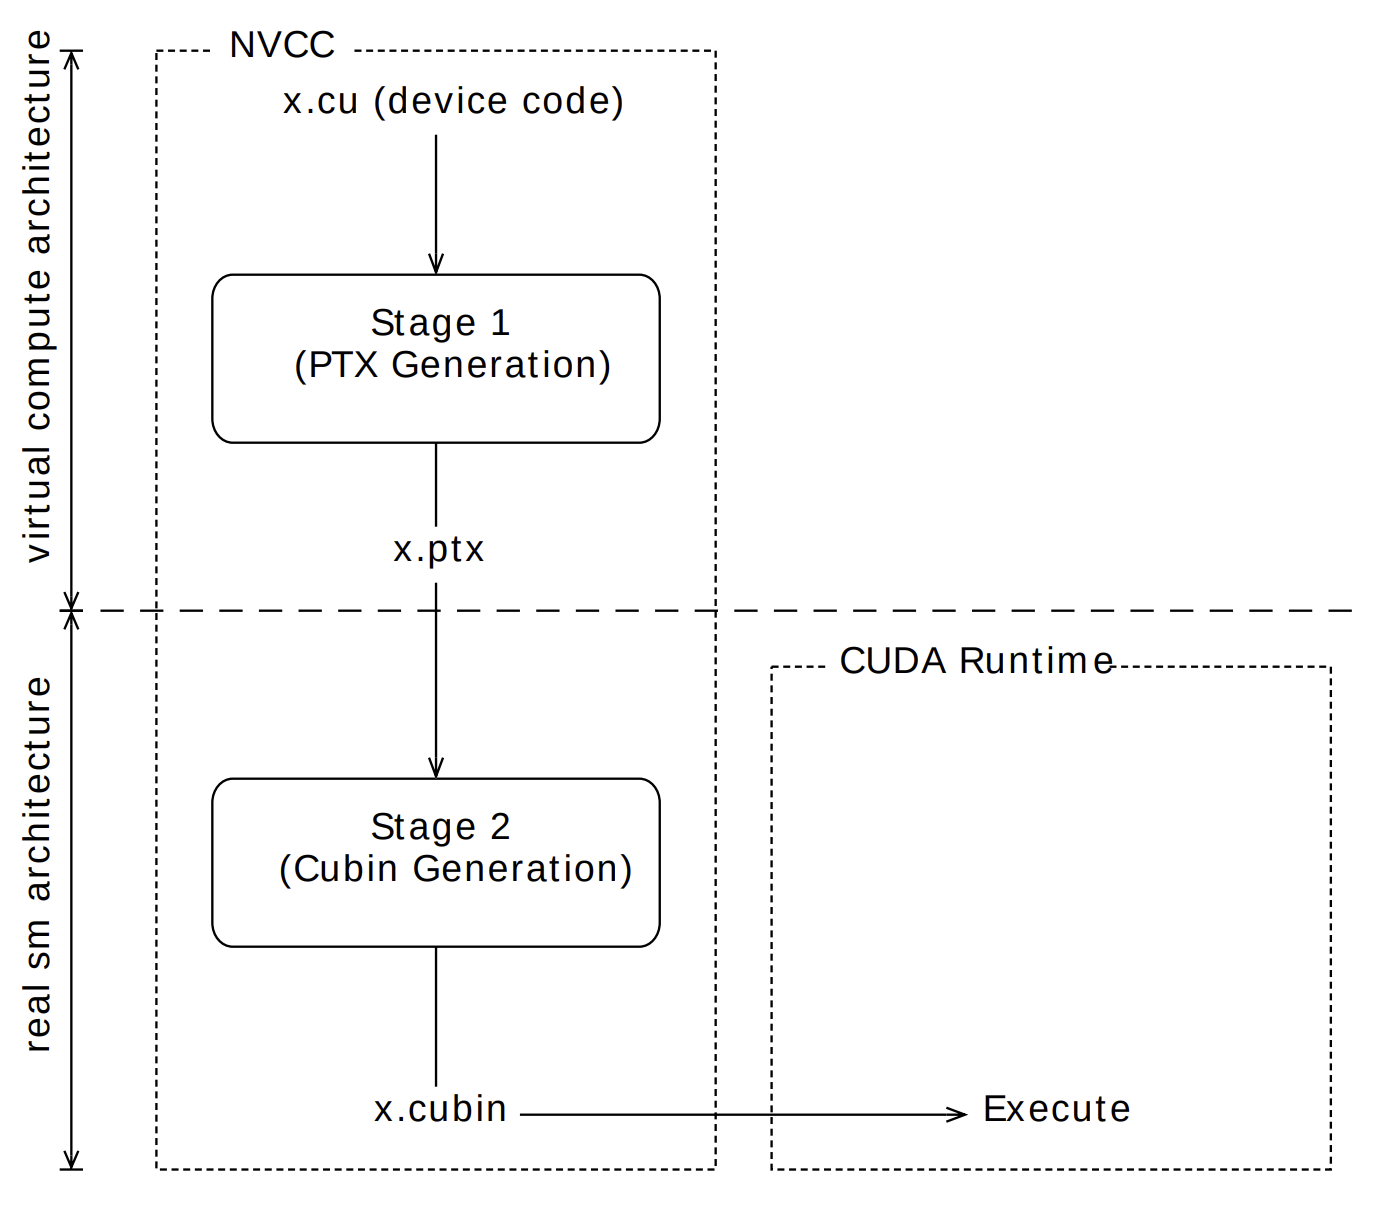 NVCC
x.cu (device code)
virtual compute architecture
Stage 1
(PTX Generation)
x.ptx
CUDA Runtime
real sm architecture
Stage 2
(Cubin Generation)
x.cubin
Execute